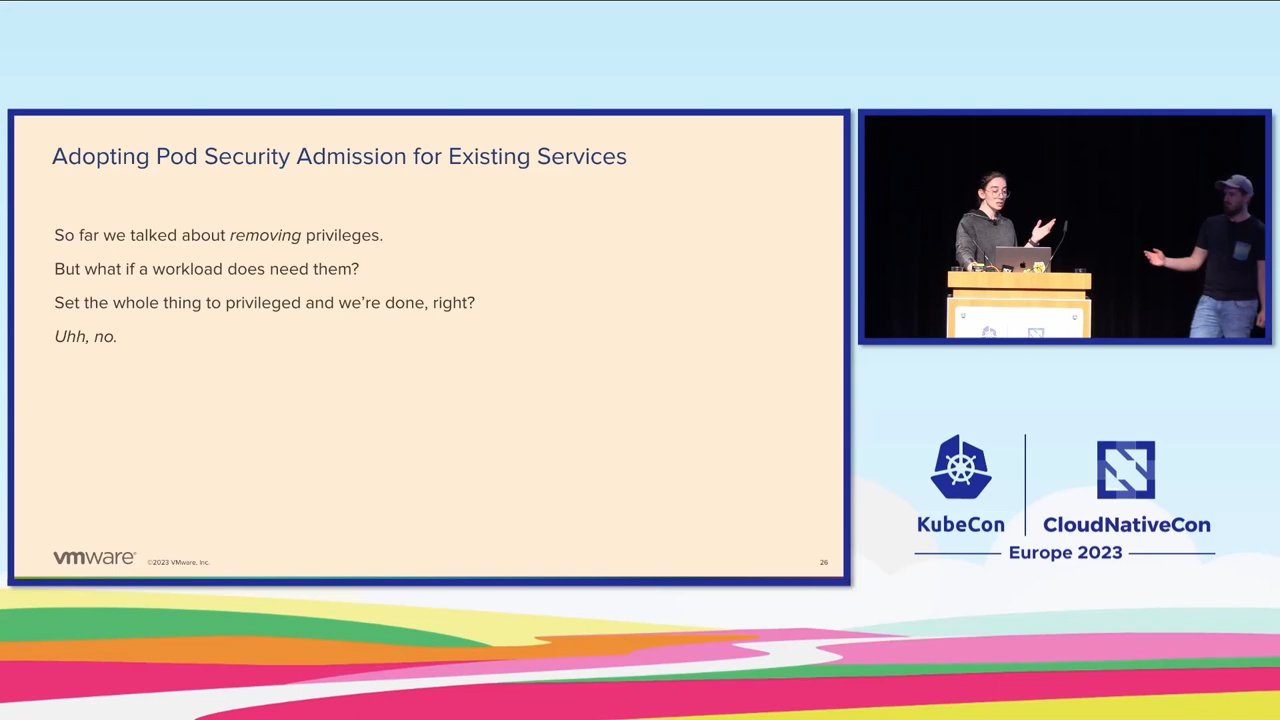 Adopting Pod Security Admission for Existing Services
So far we talked about removing privileges.
But what if a workload does need them?
Set the whole thing to privileged and we’re done, right?
Uhh, no.
vmware®
©2023 VMware, Inc.
26
KubeCon
CloudNativeCon
Europe 2023